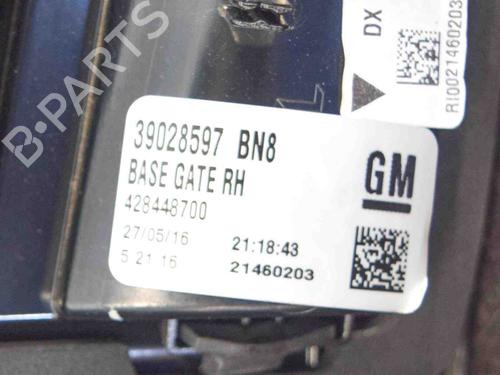 39028597 BN8
BASE GATE RH
428448700
27/05/16 21:18:43
5 21 16 21460203
GM
DX
RI0021460203
B-PARTS